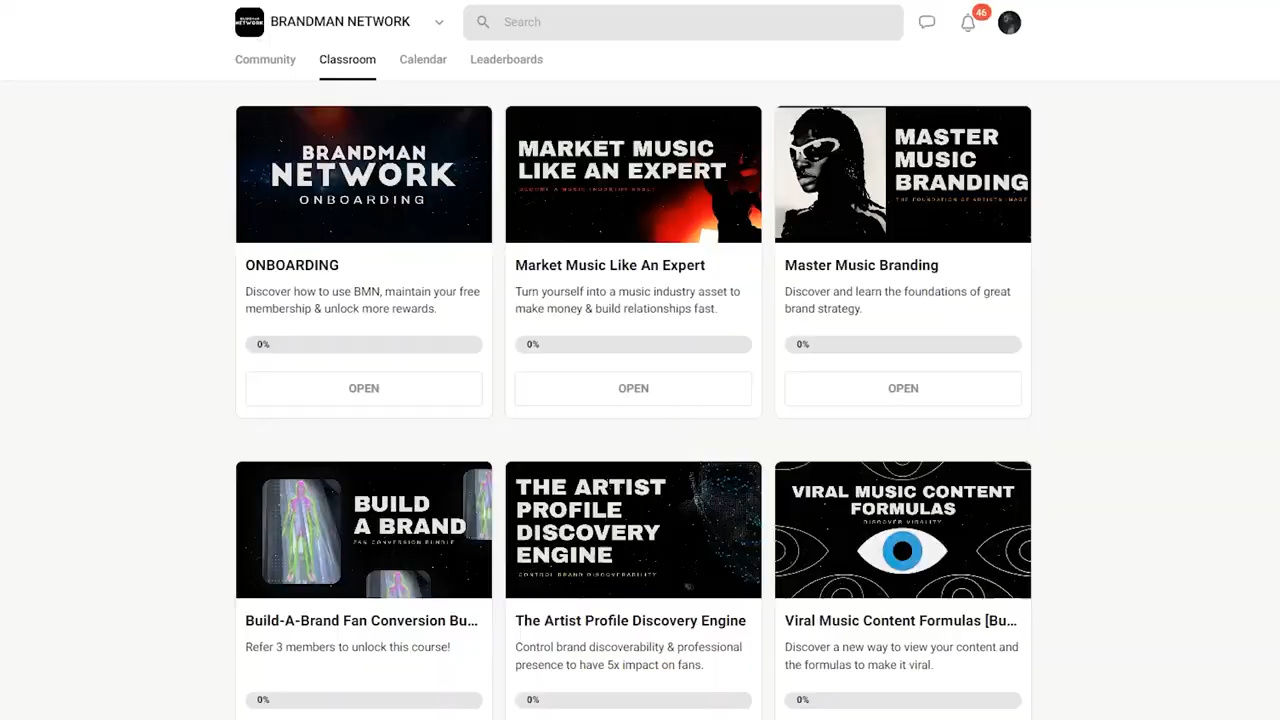 BRANDMAN NETWORK
BRANDMAN NETWORK
Search
46
Community
Classroom
Calendar
Leaderboards
BRANDMAN
NETWORK
ONBOARDING
ONBOARDING
Discover how to use BMN, maintain your free
membership & unlock more rewards.
0%
OPEN
MARKET MUSIC
LIKE AN EXPERT
BECOME A MUSIC INDUSTRY ASSET
Market Music Like An Expert
Turn yourself into a music industry asset to
make money & build relationships fast.
0%
OPEN
MASTER
MUSIC
BRANDING
THE FOUNDATION OF ARTISTS IMAGE
Master Music Branding
Discover and learn the foundations of great
brand strategy.
0%
OPEN
BUILD
A BRAND
FAN CONVERSION BUNDLE
Build-A-Brand Fan Conversion Bu...
Refer 3 members to unlock this course!
0%
THE ARTIST
PROFILE
DISCOVERY
ENGINE
CONTROL BRAND DISCOVERABILITY
The Artist Profile Discovery Engine
Control brand discoverability & professional
presence to have 5x impact on fans.
0%
VIRAL MUSIC CONTENT
FORMULAS
DISCOVER VIRALITY
Viral Music Content Formulas [Bu...
Discover a new way to view your content and
the formulas to make it viral.
0%